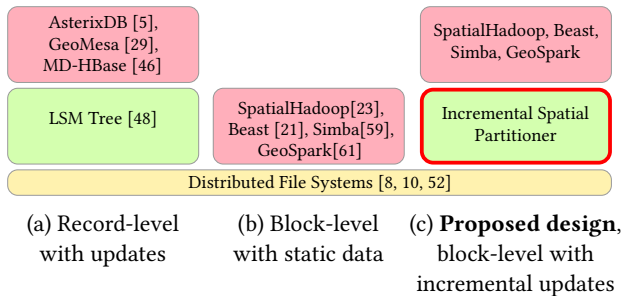 AsterixDB [5],
GeoMesa [29],
MD-HBase [46]
SpatialHadoop, Beast,
Simba, GeoSpark
LSM Tree [48]
SpatialHadoop[23],
Beast [21], Simba[59],
GeoSpark[61]
Incremental Spatial
Partitioner
Distributed File Systems [8, 10, 52]
(a) Record-level
with updates
(b) Block-level
with static data
(c) Proposed design,
block-level with
incremental updates